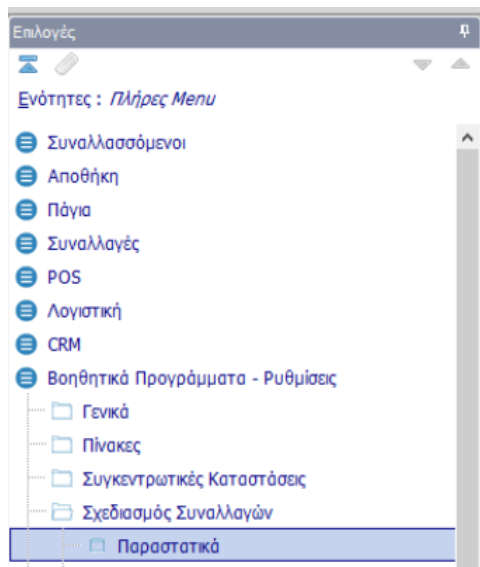 Επιλογές
Ενότητες : Πλήρες Menu
Συναλλασσόμενοι
Αποθήκη
Πάγια
Συναλλαγές
POS
Λογιστική
CRM
Βοηθητικά Προγράμματα - Ρυθμίσεις
Γενικά
Πίνακες
Συγκεντρωτικές Καταστάσεις
Σχεδιασμός Συναλλαγών
Παραστατικά